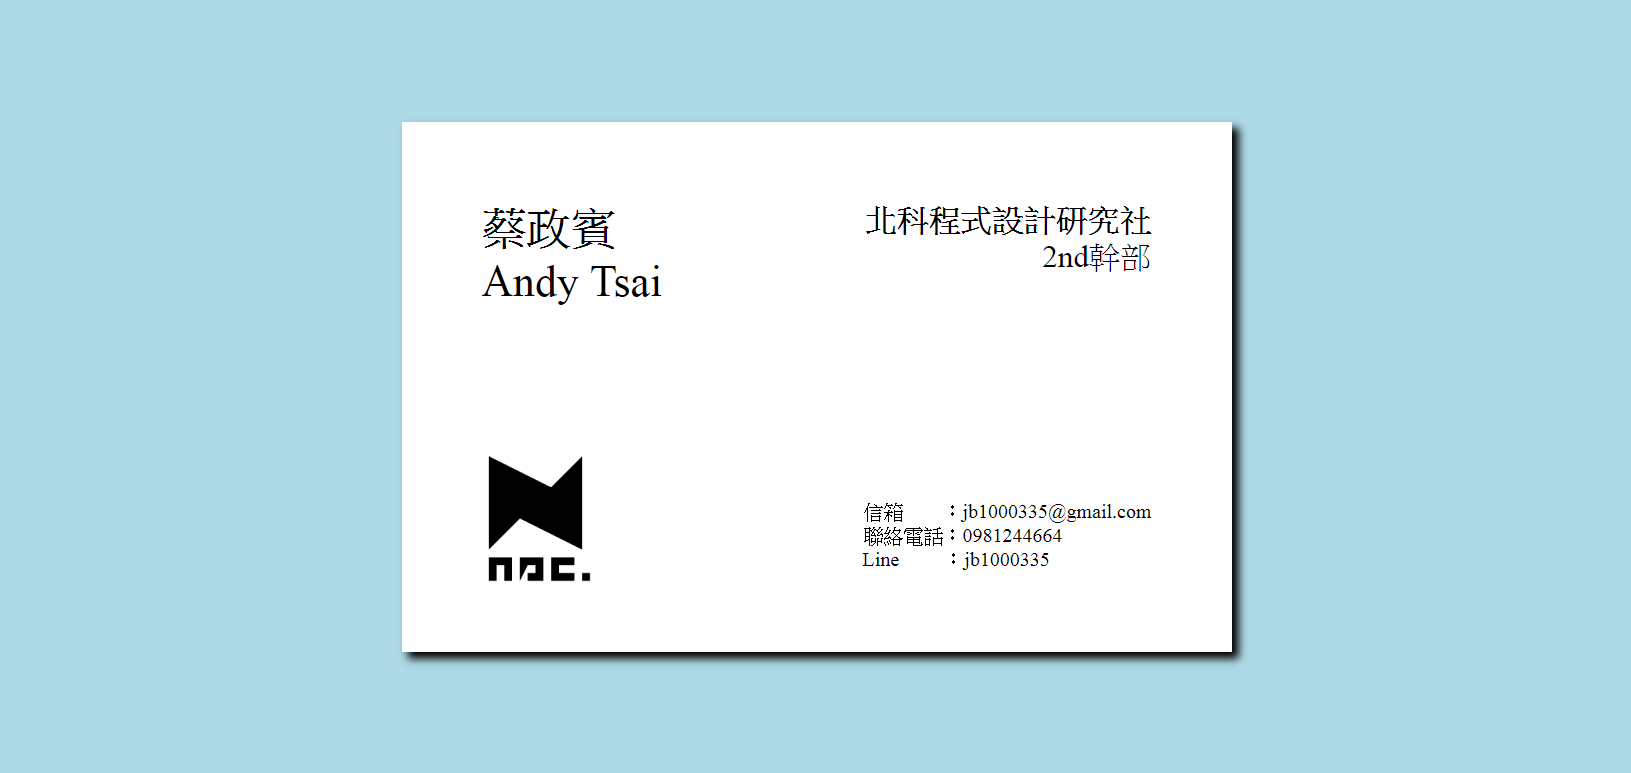 蔡政賓
Andy Tsai
北科程式設計研究社
2nd幹部
npc.
信箱　　：jb1000335@gmail.com
聯絡電話：0981244664
Line　　：jb1000335